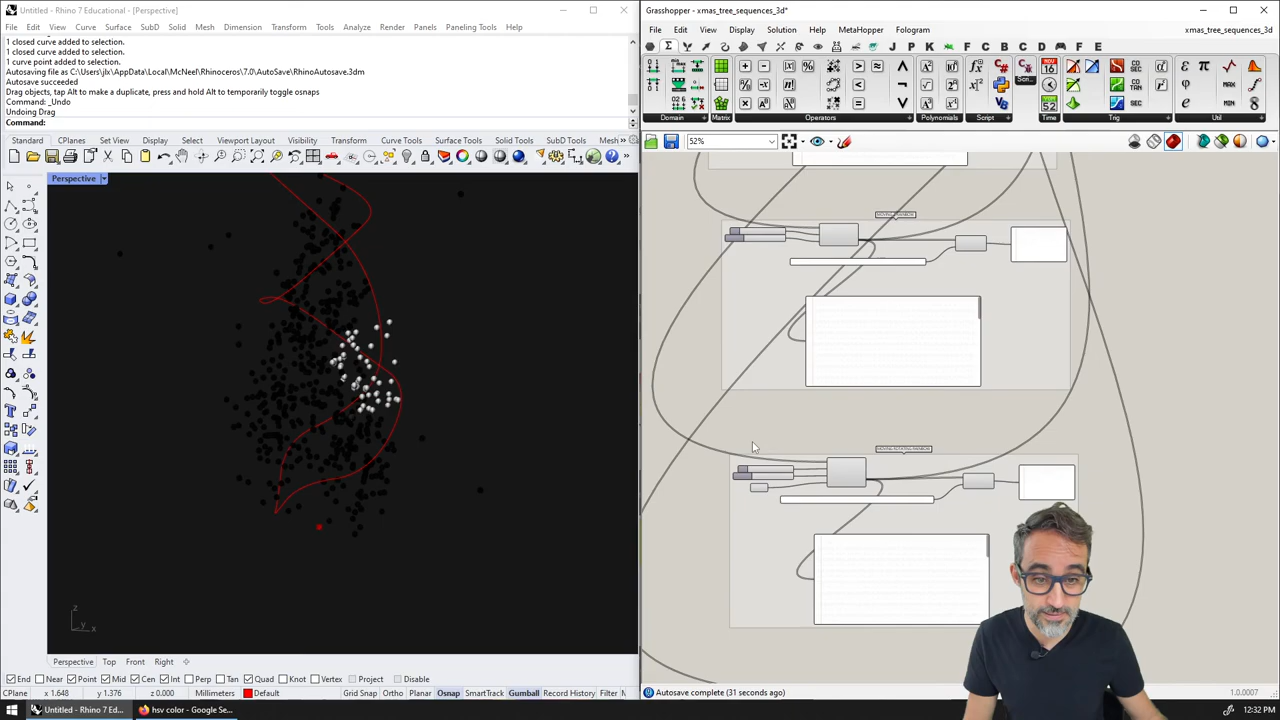 Untitled - Rhino 7 Educational - [Perspective]
File Edit View Curve Surface SubD Solid Mesh Dimension Transform Tools Analyze Render Panels Help
1 closed curve added to selection.
1 closed curve added to selection.
1 curve point added to selection.
Autosaving file as C:\Users\jlx\AppData\Local\McNeel\Rhinoceros\7.0\AutoSave\RhinoAutosave.3dm
Autosave succeeded
Drag objects, tap Alt to make a duplicate, press and hold Alt to temporarily toggle osnaps
Command: _Undo
Undoing Drag
Command:
Standard CPlanes Set View Display Select Viewport Layout Visibility Transform Curve Tools Surface Tools Solid Tools SubD Tools Mesh
Perspective
z
y
x
Perspective Top Front Right
End Near Point Mid Cen Int Perp Tan Quad Knot Vertex Project Disable
CPlane x 1.648 y 1.376 z 0.000 Millimeters Default Grid Snap Ortho Planar Osnap SmartTrack Gumball Record History Filter
Untitled - Rhino 7 Edu... hsv color - Google Se...
Grasshopper - xmas_tree_sequences_3d*
File Edit View Display Solution MetaHopper Help Fologram xmas_tree_sequences_3d
Domain Matrix Operators Polynomials Script Time Trig Util
52%
MOVING RAINBOW
MOVING ROTATING RAINBOW
Autosave complete (31 seconds ago) 1.0.0007
12:32 PM